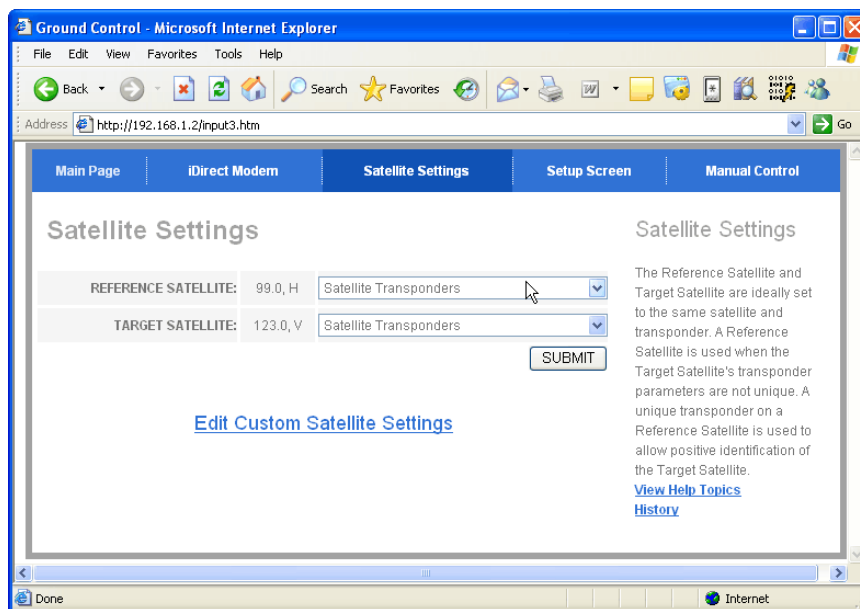 Ground Control - Microsoft Internet Explorer
File Edit View Favorites Tools Help
Back Search Favorites W
Address http://192.168.1.2/input3.htm Go
Main Page iDirect Modem Satellite Settings Setup Screen Manual Control
Satellite Settings
REFERENCE SATELLITE: 99.0, H Satellite Transponders
TARGET SATELLITE: 123.0, V Satellite Transponders
SUBMIT
Edit Custom Satellite Settings
Satellite Settings
The Reference Satellite and
Target Satellite are ideally set
to the same satellite and
transponder. A Reference
Satellite is used when the
Target Satellite's transponder
parameters are not unique. A
unique transponder on a
Reference Satellite is used to
allow positive identification of
the Target Satellite.
View Help Topics
History
Done Internet